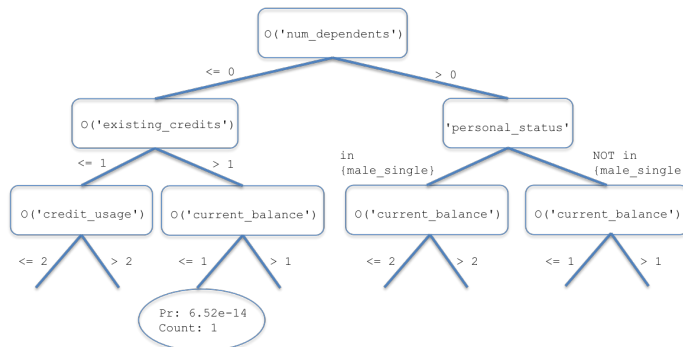 O('num_dependents')
<= 0
> 0
O('existing_credits')
'personal_status'
<= 1
> 1
in
{male_single}
NOT in
{male_single
O('credit_usage')
O('current_balance')
O('current_balance')
O('current_balance')
<= 2
> 2
<= 1
> 1
<= 2
> 2
<= 1
> 1
Pr: 6.52e-14
Count: 1